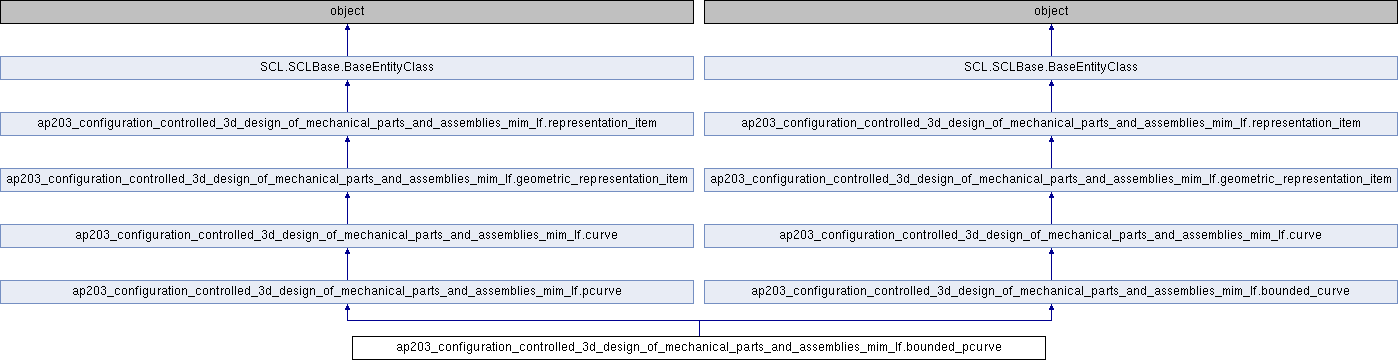 object object
SCL.SCLBase.BaseEntityClass SCL.SCLBase.BaseEntityClass
ap203_configuration_controlled_3d_design_of_mechanical_parts_and_assemblies_mim_lf.representation_item ap203_configuration_controlled_3d_design_of_mechanical_parts_and_assemblies_mim_lf.representation_item
ap203_configuration_controlled_3d_design_of_mechanical_parts_and_assemblies_mim_lf.geometric_representation_item ap203_configuration_controlled_3d_design_of_mechanical_parts_and_assemblies_mim_lf.geometric_representation_item
ap203_configuration_controlled_3d_design_of_mechanical_parts_and_assemblies_mim_lf.curve ap203_configuration_controlled_3d_design_of_mechanical_parts_and_assemblies_mim_lf.curve
ap203_configuration_controlled_3d_design_of_mechanical_parts_and_assemblies_mim_lf.pcurve ap203_configuration_controlled_3d_design_of_mechanical_parts_and_assemblies_mim_lf.bounded_curve
ap203_configuration_controlled_3d_design_of_mechanical_parts_and_assemblies_mim_lf.bounded_pcurve